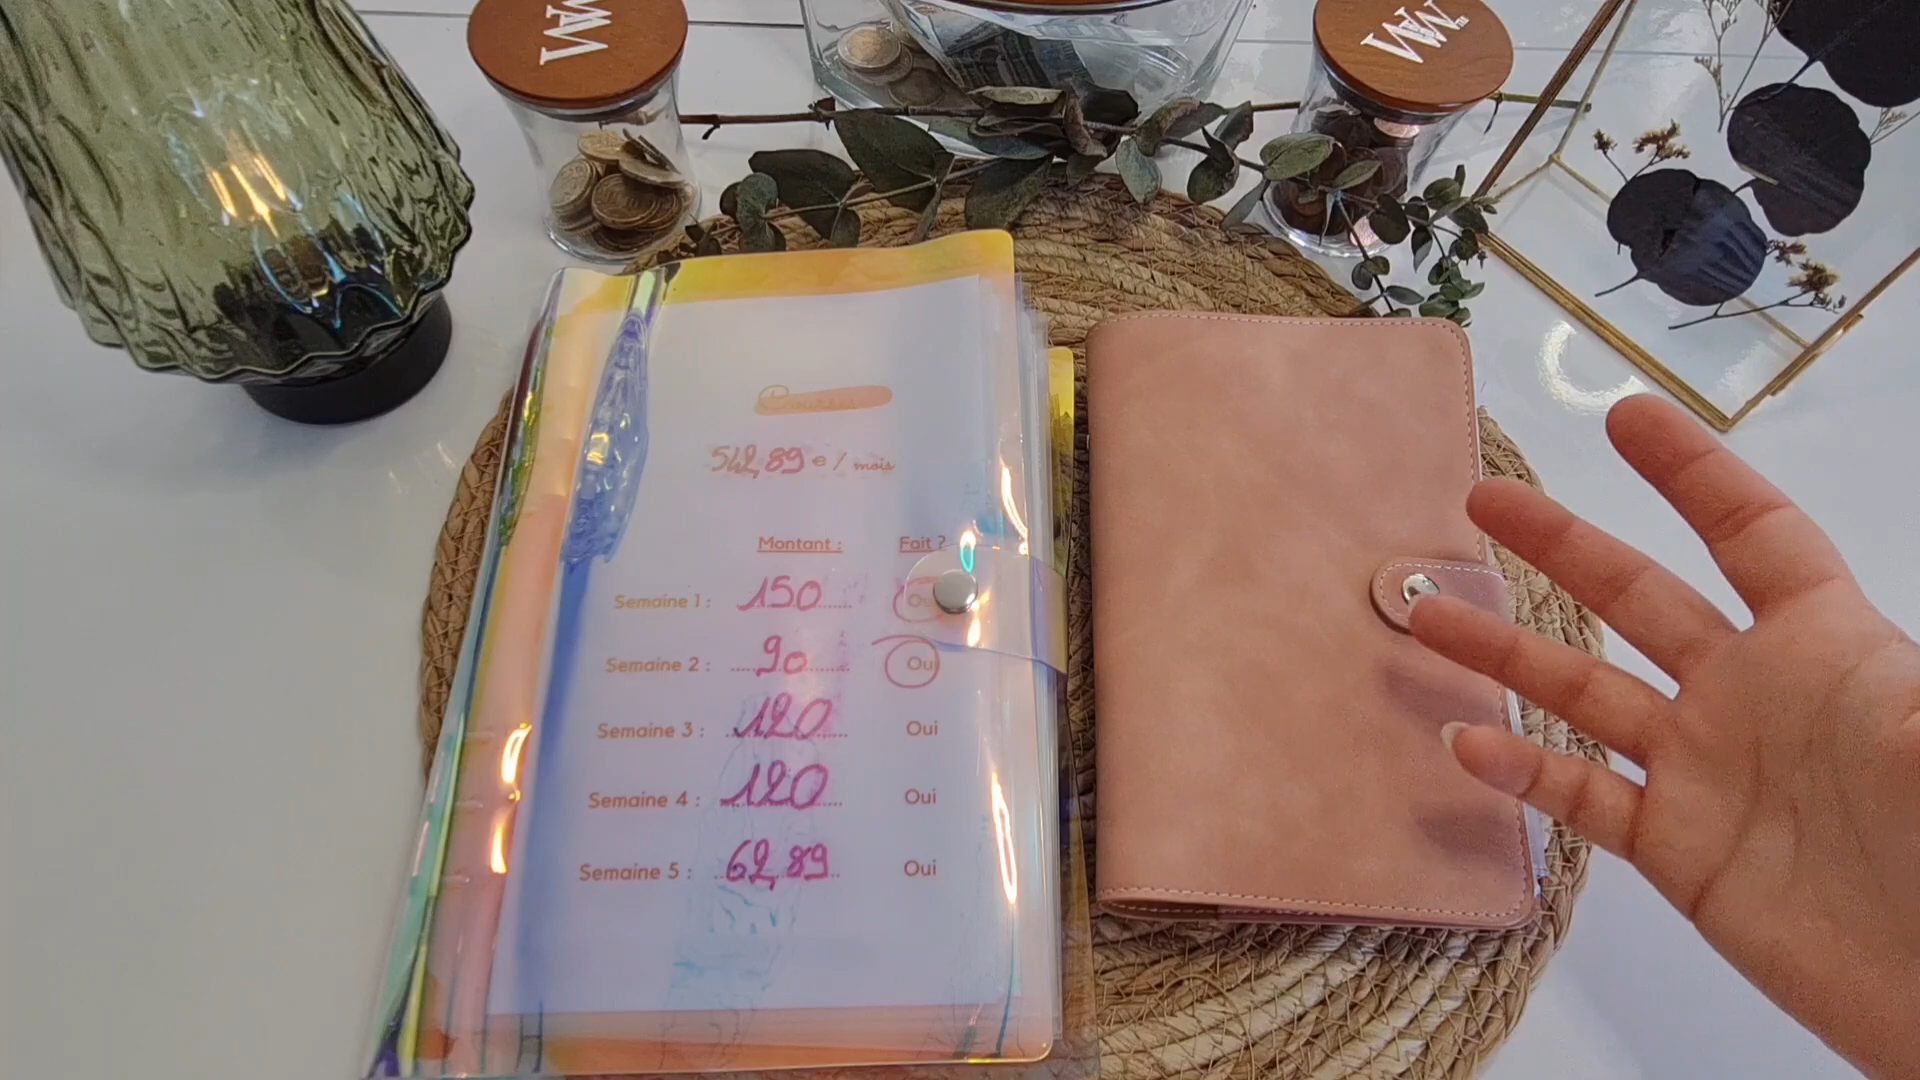 Courses
542,89 € / mois
Montant : Fait ?
Semaine 1 : 150
Semaine 2 : 90 Oui
Semaine 3 : 120 Oui
Semaine 4 : 120 Oui
Semaine 5 : 62,89 Oui